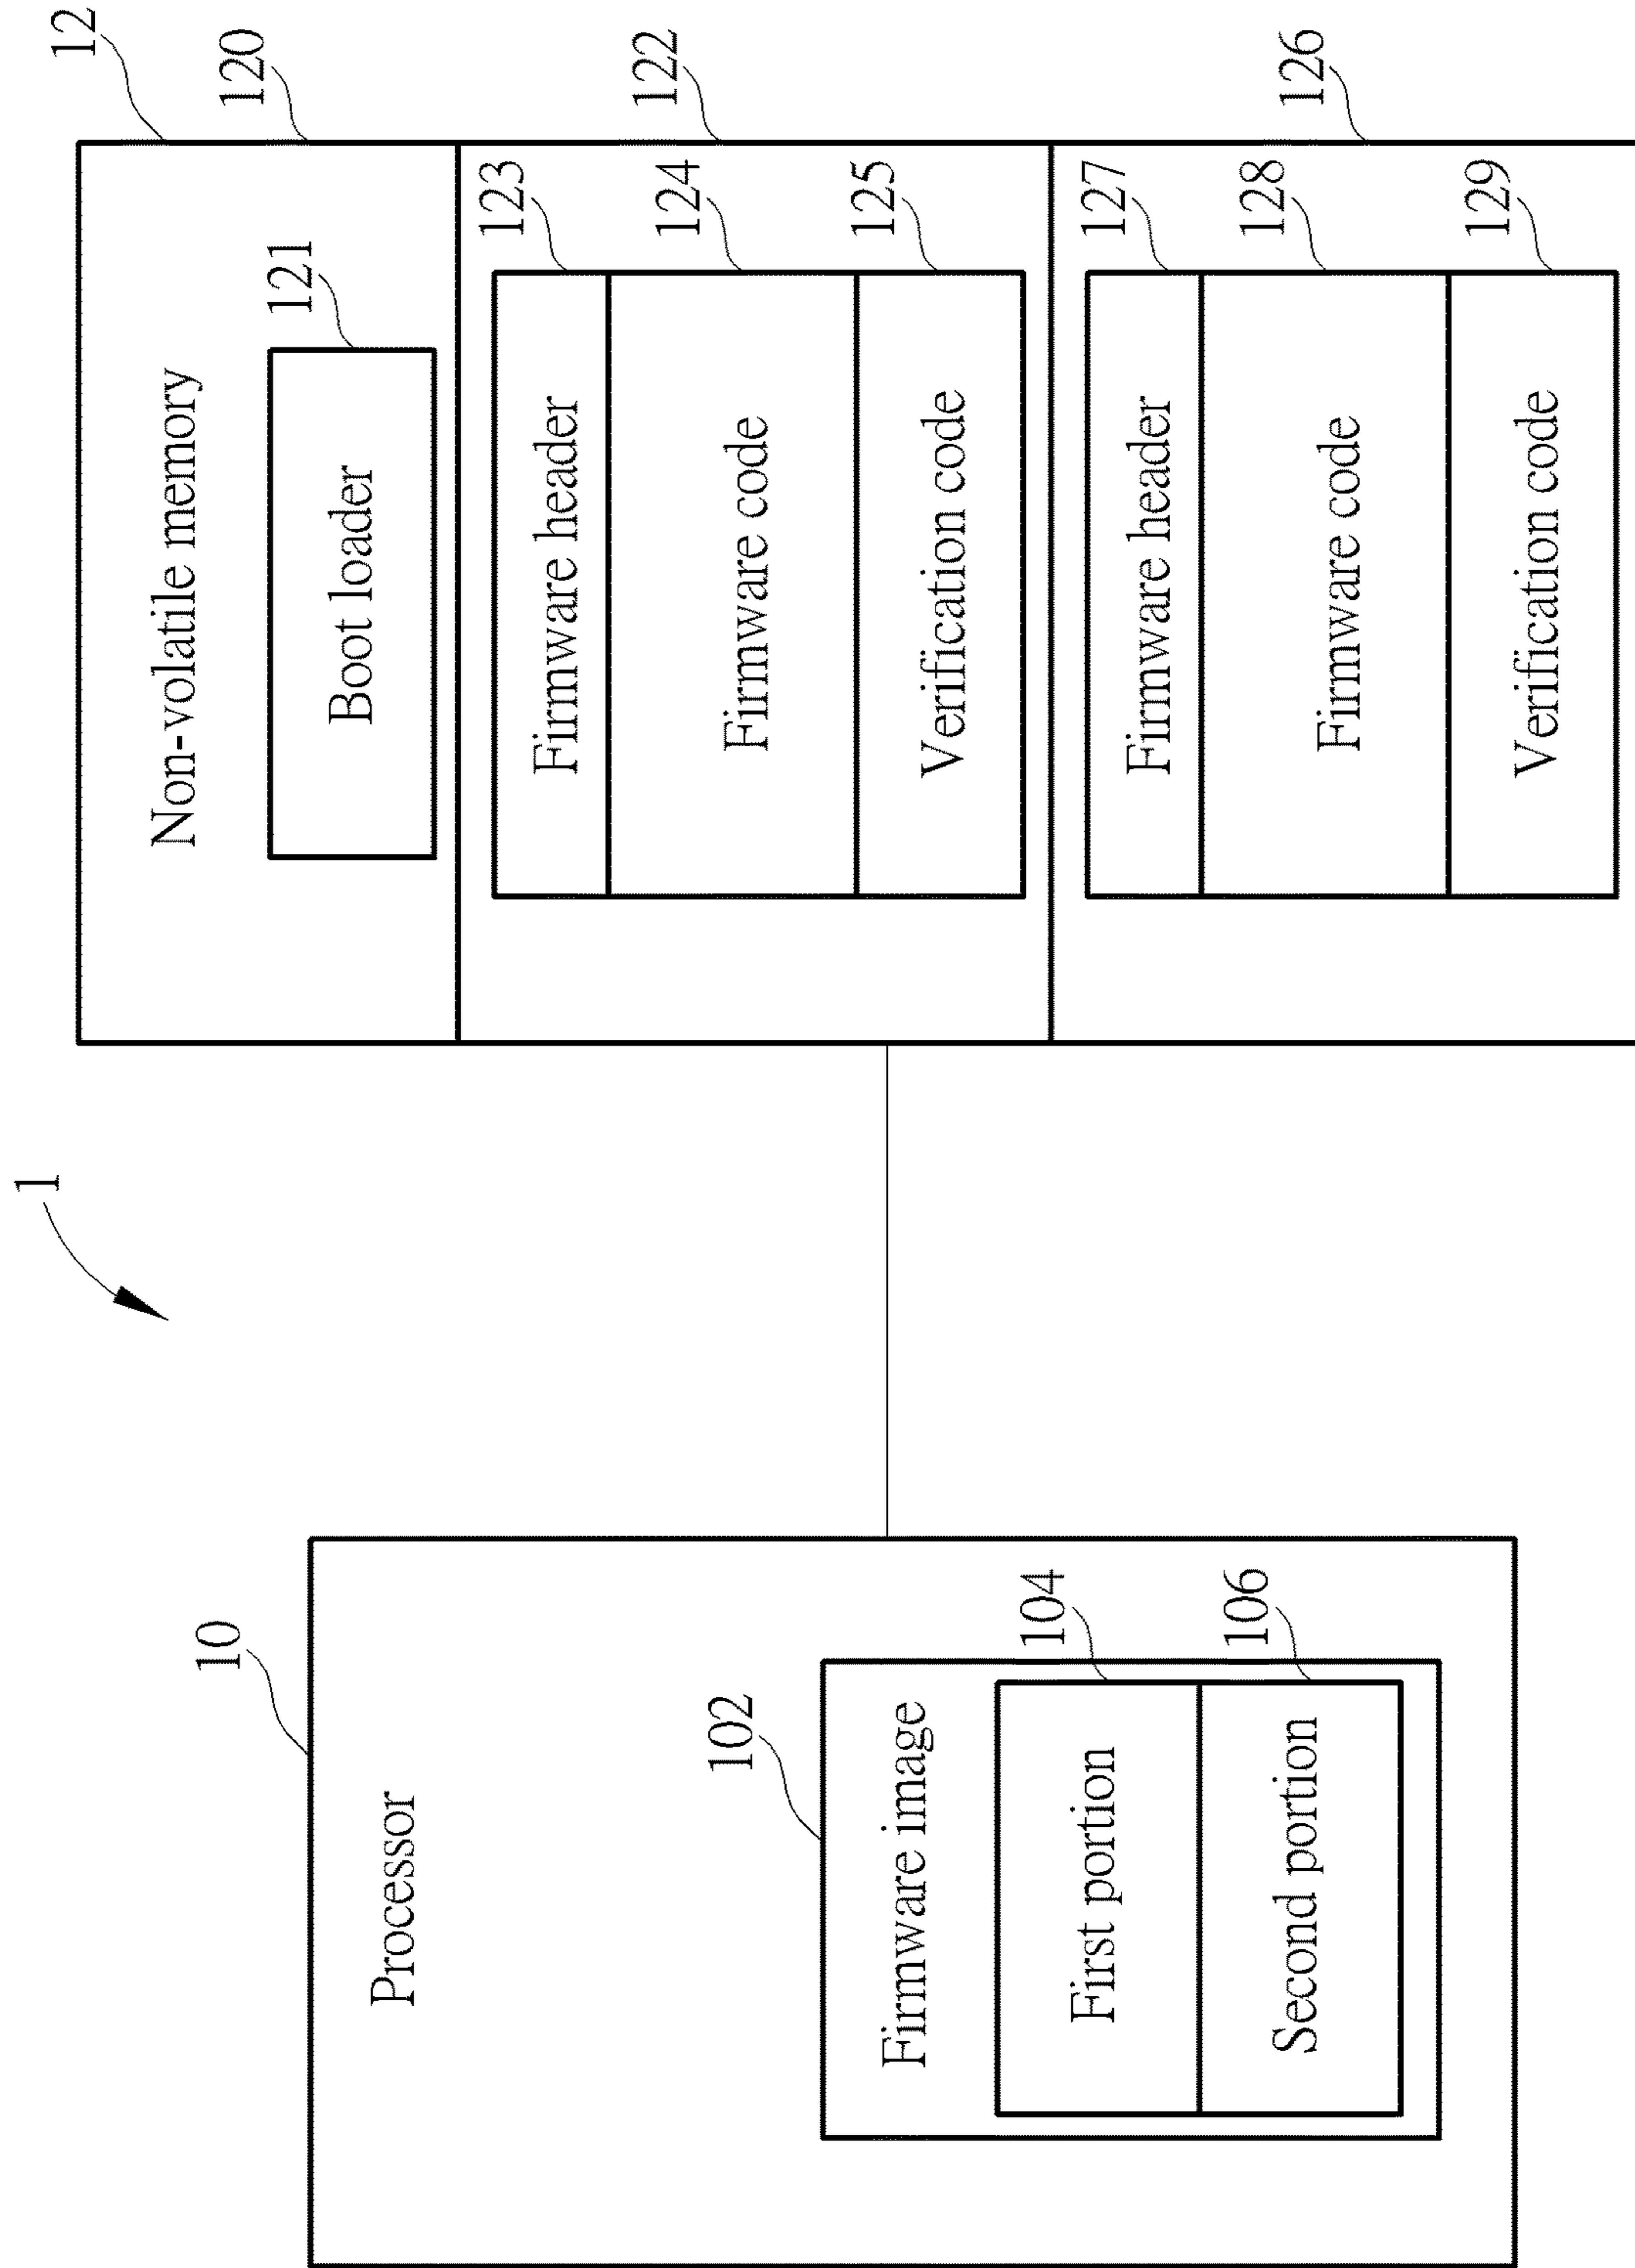 1
10
Processor
102
Firmware image
104
First portion
106
Second portion
12
Non-volatile memory
120
121
Boot loader
122
123
Firmware header
124
Firmware code
125
Verification code
126
127
Firmware header
128
Firmware code
129
Verification code